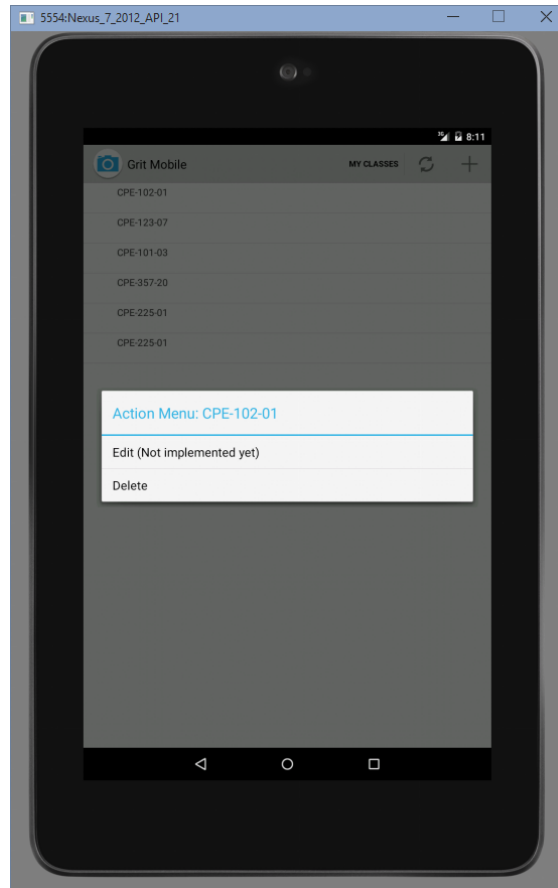 5554:Nexus_7_2012_API_21
3G 8:11
Grit Mobile MY CLASSES
CPE-102-01
CPE-123-07
CPE-101-03
CPE-357-20
CPE-225-01
CPE-225-01
Action Menu: CPE-102-01
Edit (Not implemented yet)
Delete